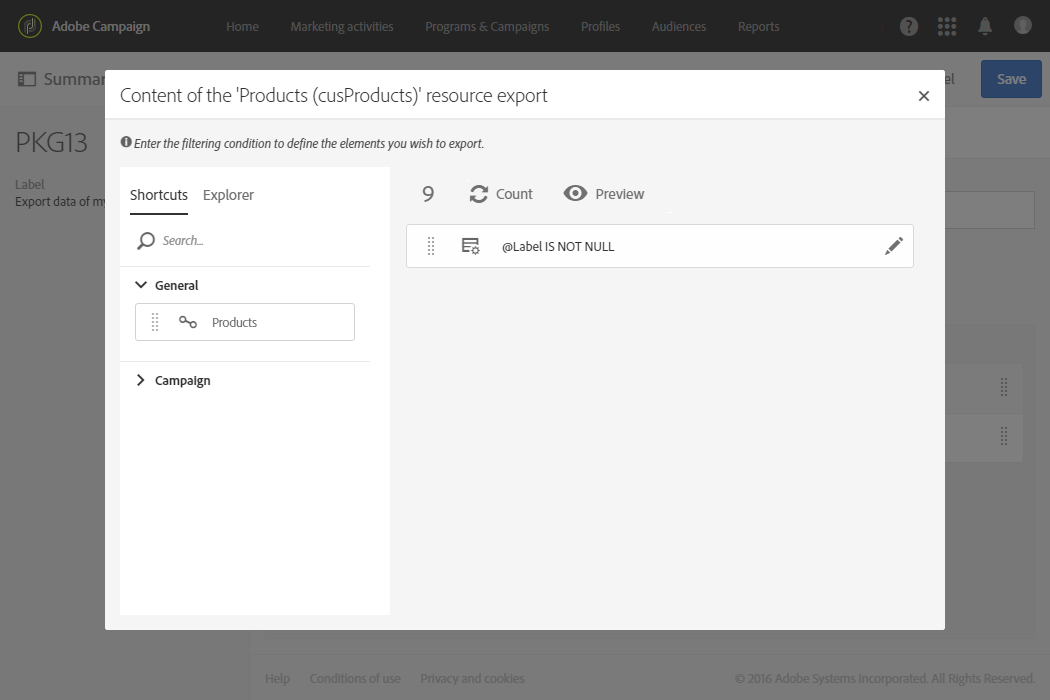 Adobe Campaign
Home
Marketing activities
Programs & Campaigns
Profiles
Audiences
Reports
Save
Content of the 'Products (cusProducts)' resource export
PKG13
Label
Export data of my
Enter the filtering condition to define the elements you wish to export.
Shortcuts
Explorer
Search...
General
Products
Campaign
9
Count
Preview
@Label IS NOT NULL
Help
Conditions of use
Privacy and cookies
© 2016 Adobe Systems Incorporated. All Rights Reserved.